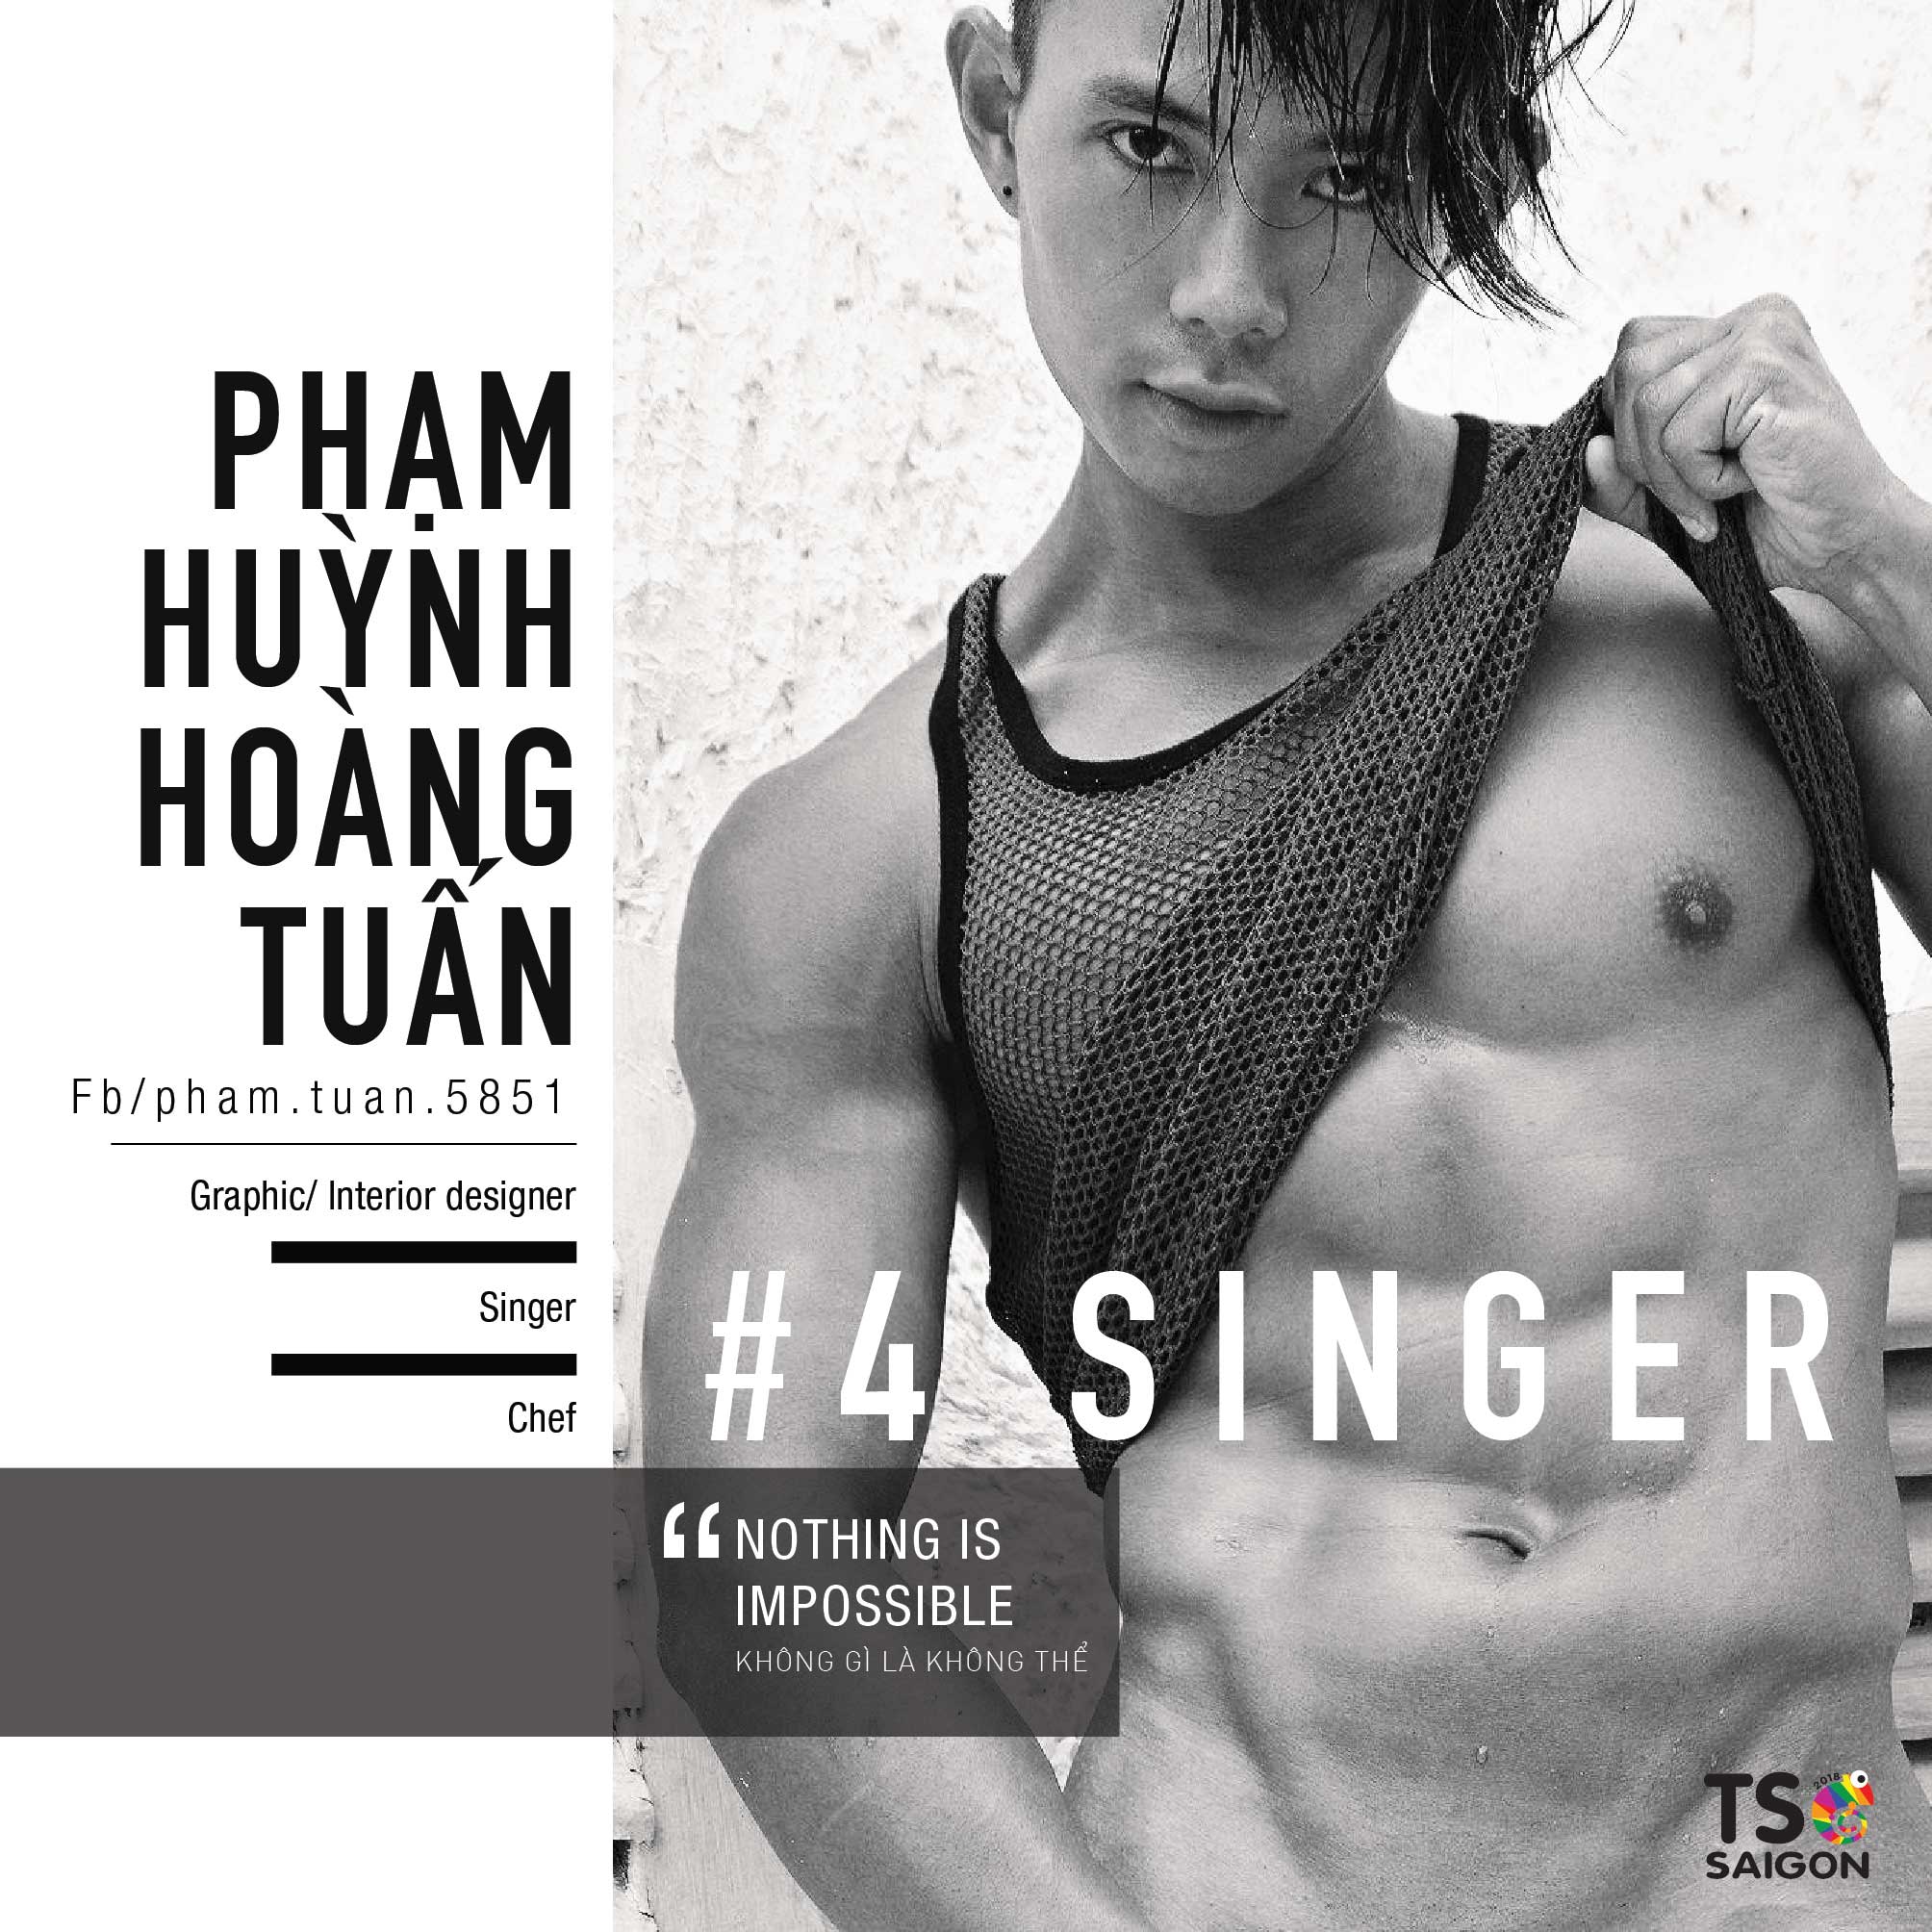 PHẠM
HUỲNH
HOÀNG
TUẤN
Fb/pham.tuan.5851
Graphic/ Interior designer
Singer
Chef
#4 SINGER
“NOTHING IS
IMPOSSIBLE
KHÔNG GÌ LÀ KHÔNG THỂ
2018
TSG
SAIGON